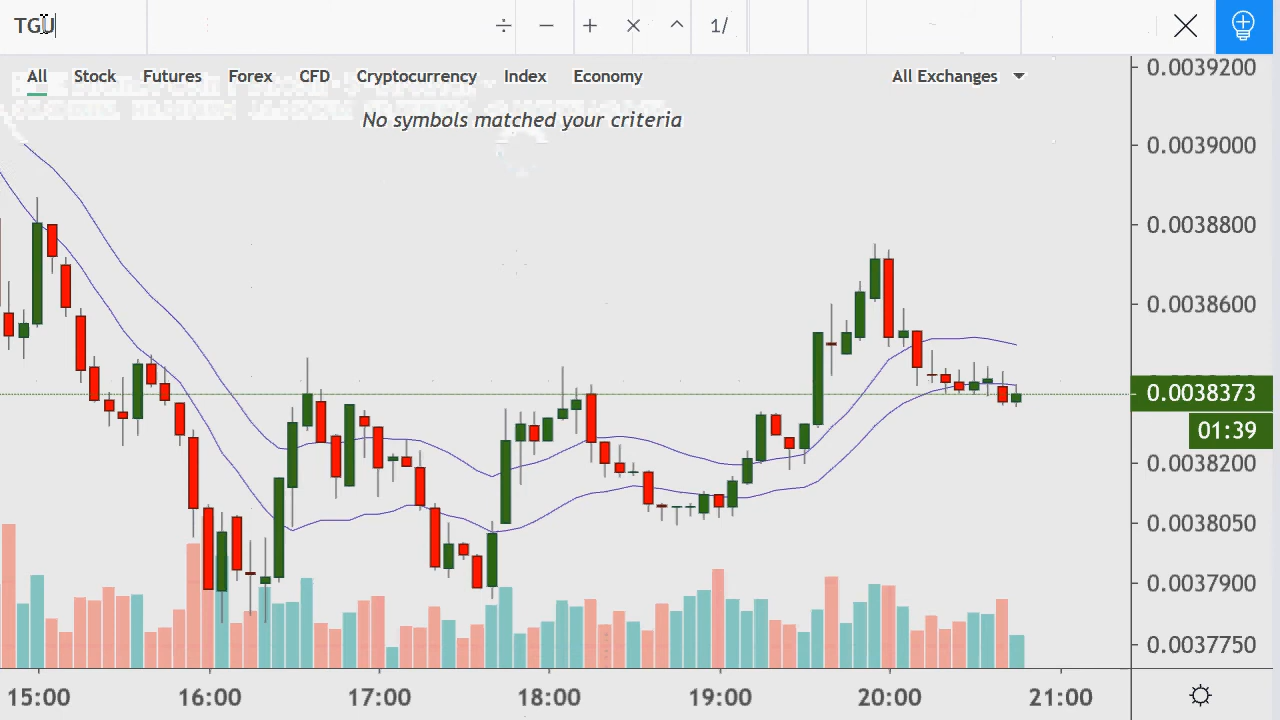 TGU ÷ − + × ^ 1/
All Stock Futures Forex CFD Cryptocurrency Index Economy All Exchanges
No symbols matched your criteria
0.0039200
0.0039000
0.0038800
0.0038600
0.0038373
01:39
0.0038200
0.0038050
0.0037900
0.0037750
15:00 16:00 17:00 18:00 19:00 20:00 21:00